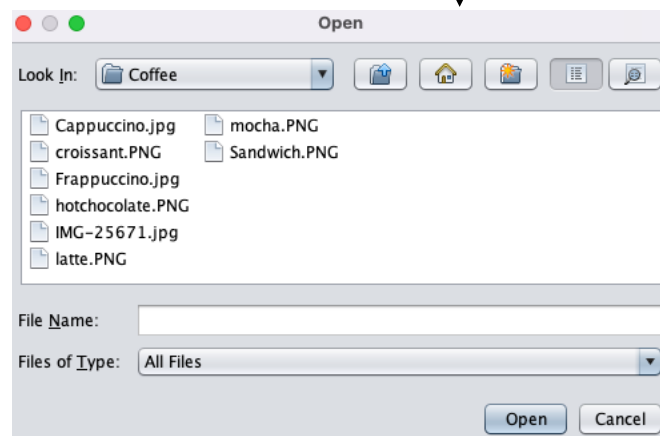 Open
Look In: Coffee
Cappuccino.jpg
croissant.PNG
Frappuccino.jpg
hotchocolate.PNG
IMG-25671.jpg
latte.PNG
mocha.PNG
Sandwich.PNG
File Name:
Files of Type: All Files
Open Cancel